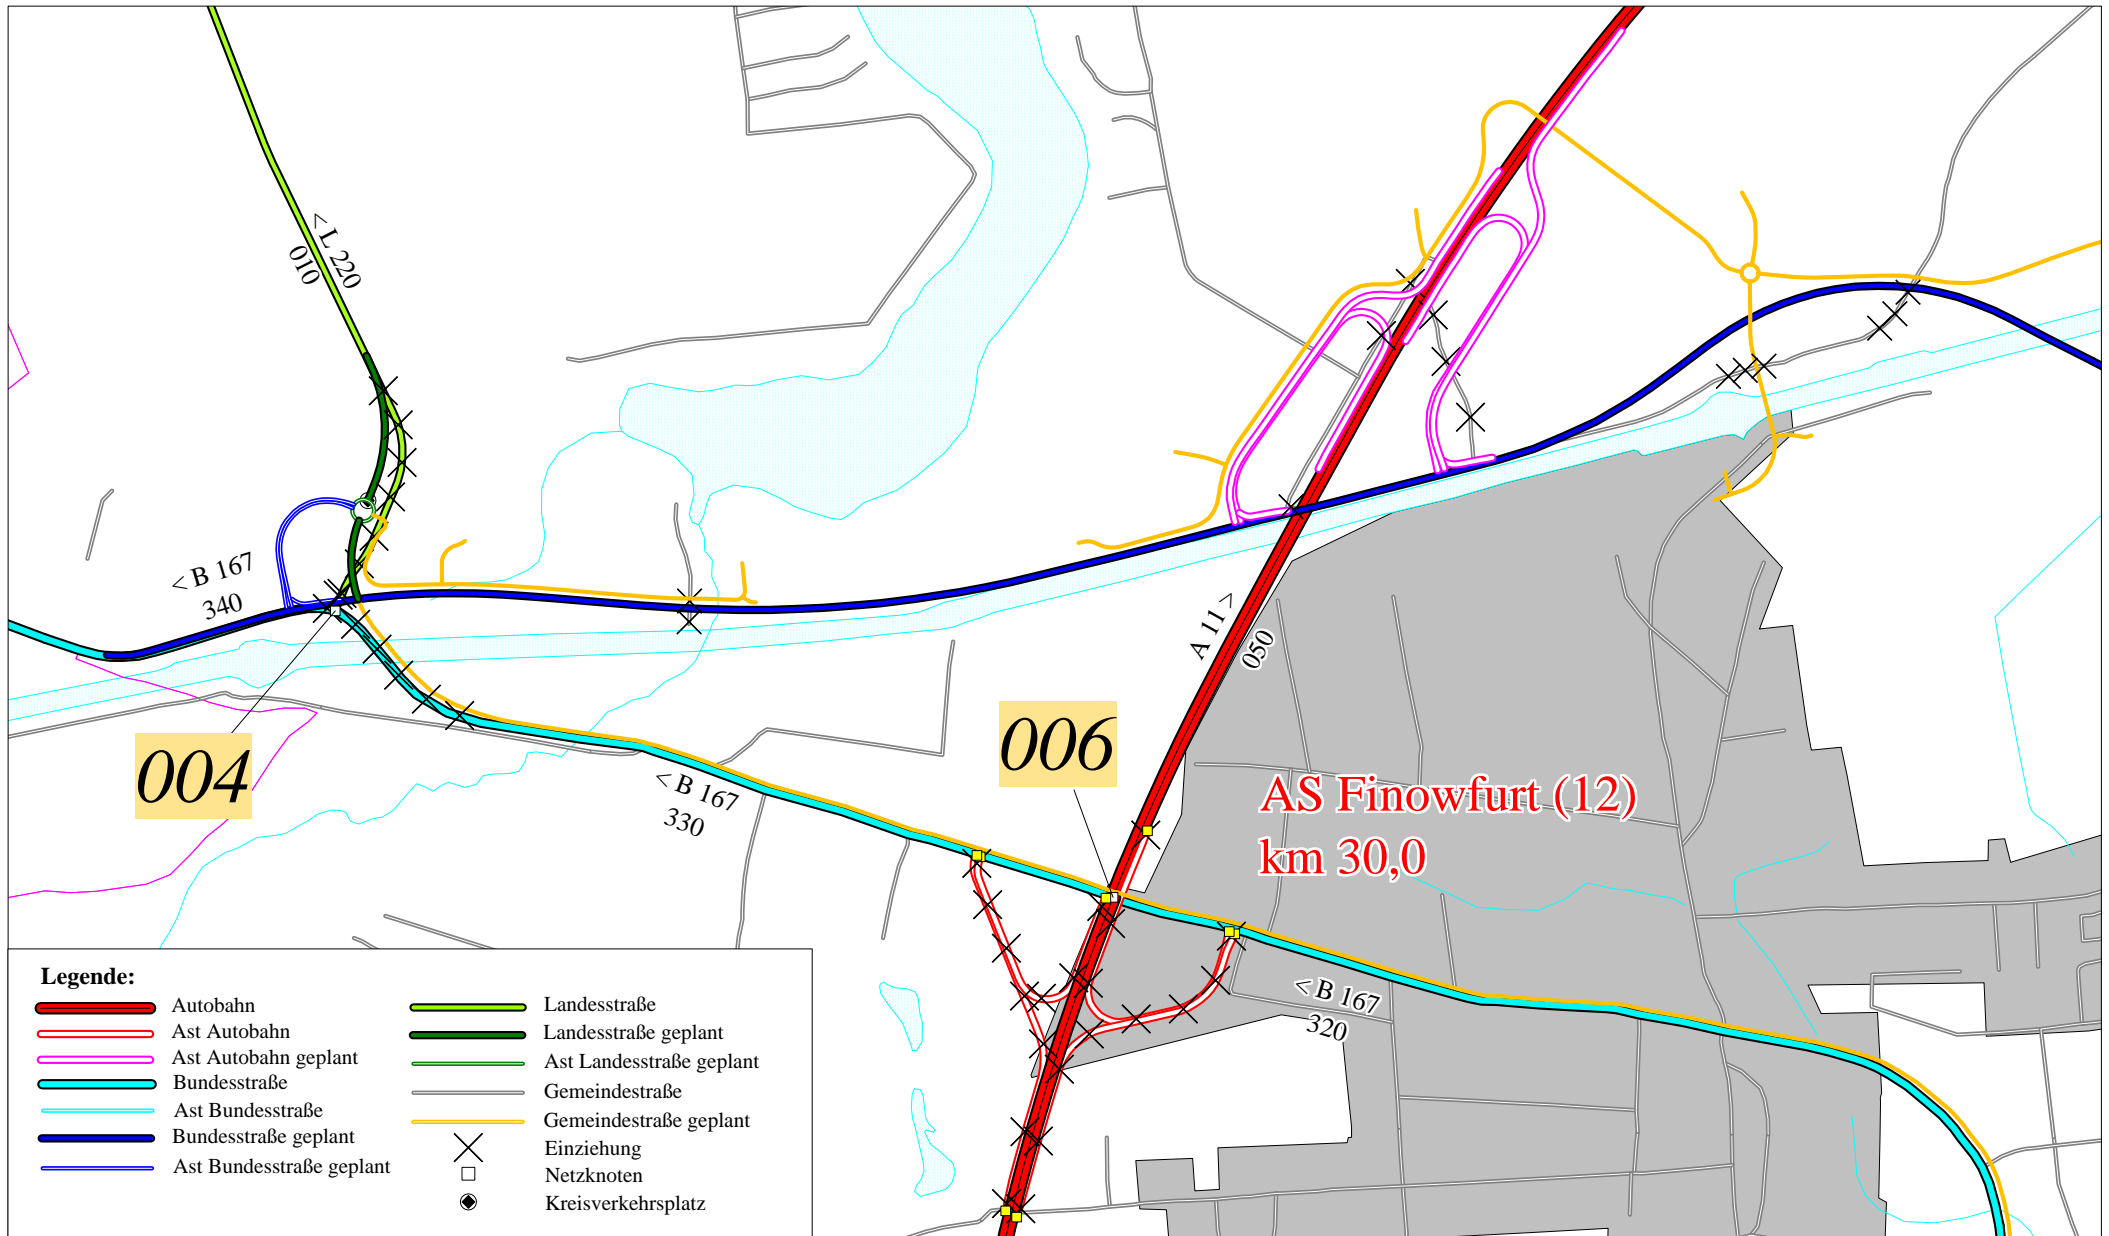 < L 220
010
< B 167
340
A 11 >
050
004
006
< B 167
330
AS Finowfurt (12)
km 30,0
< B 167
320
Legende:
Autobahn
Ast Autobahn
Ast Autobahn geplant
Bundesstraße
Ast Bundesstraße
Bundesstraße geplant
Ast Bundesstraße geplant
Landesstraße
Landesstraße geplant
Ast Landesstraße geplant
Gemeindestraße
Gemeindestraße geplant
Einziehung
Netzknoten
Kreisverkehrsplatz